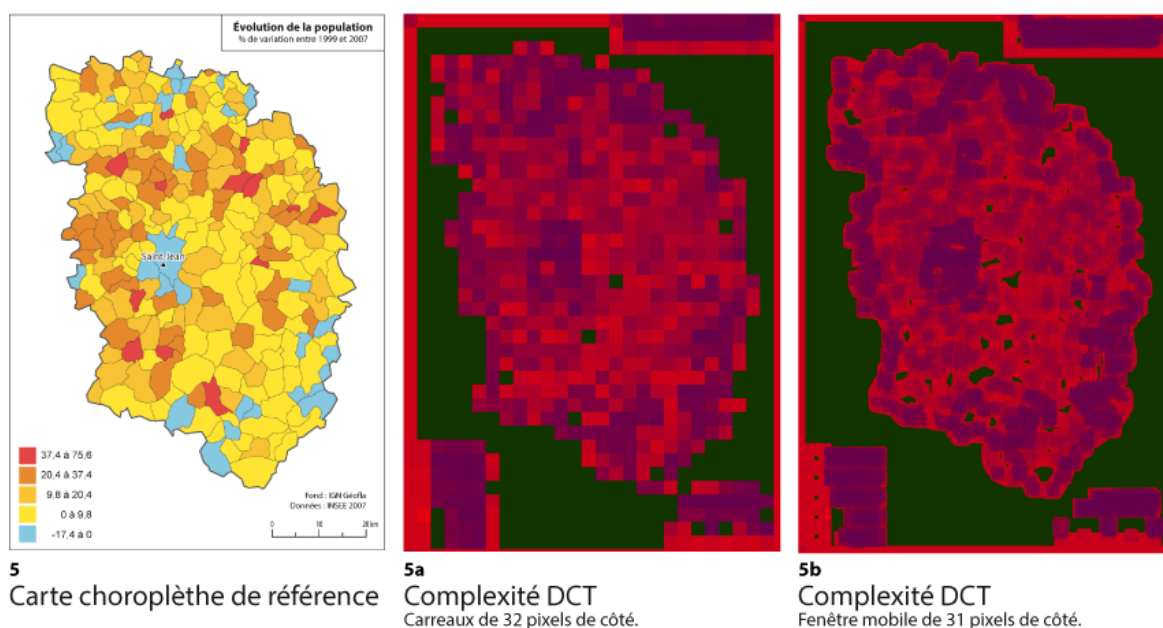 Évolution de la population
% de variation entre 1999 et 2007
Saint-Jean
37,4 à 75,6
20,4 à 37,4
9,8 à 20,4
0 à 9,8
-17,4 à 0
Fond : IGN Géofla
Données : INSEE 2007
0 10 20 km
5
Carte choroplèthe de référence
5a
Complexité DCT
Carreaux de 32 pixels de côté.
5b
Complexité DCT
Fenêtre mobile de 31 pixels de côté.